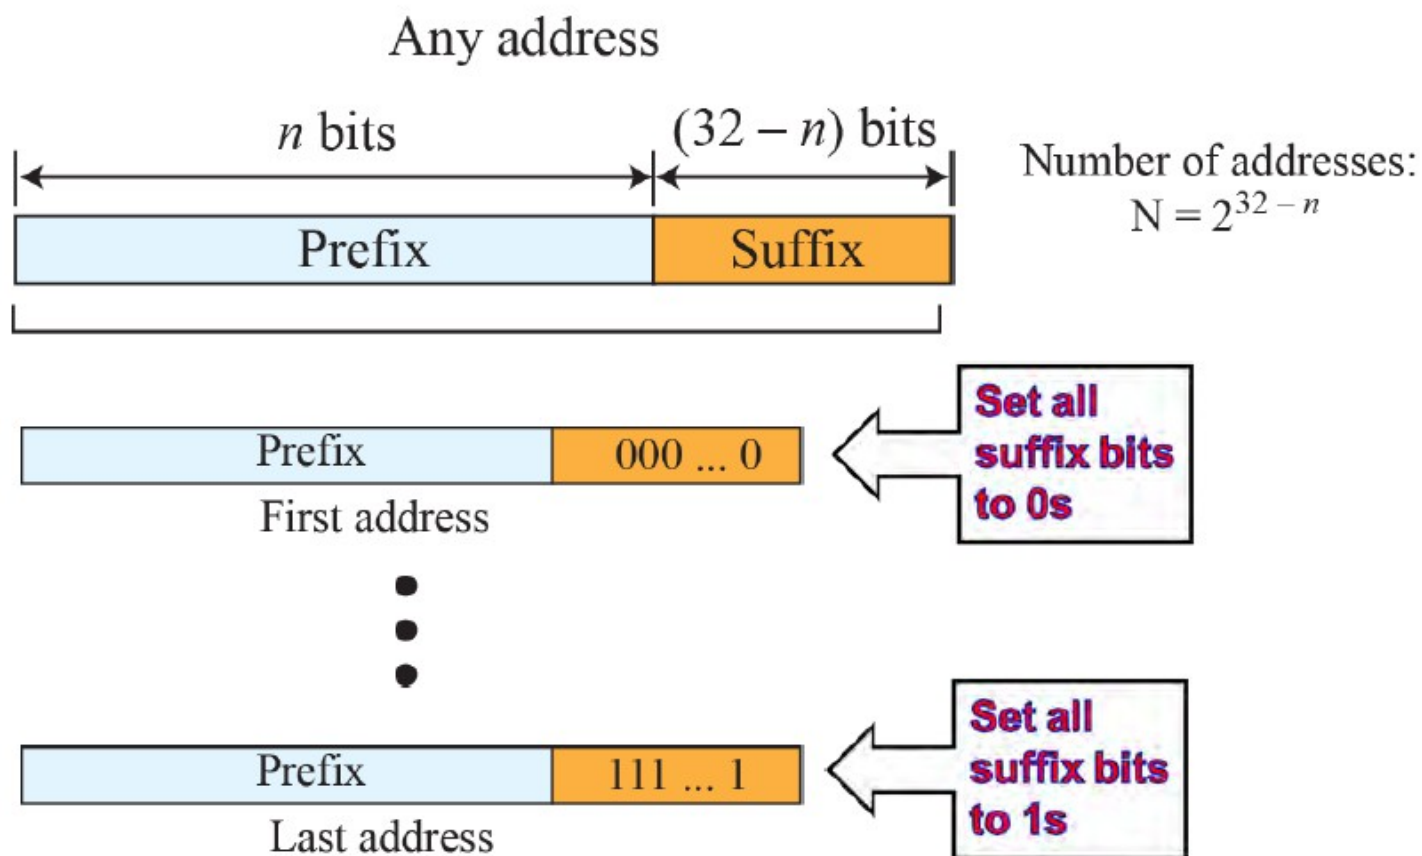 Any address
n bits
(32 – n) bits
Number of addresses:
N = 2^{32 – n}
Prefix
Suffix
Prefix
000 ... 0
Set all
suffix bits
to 0s
First address
Prefix
111 ... 1
Set all
suffix bits
to 1s
Last address